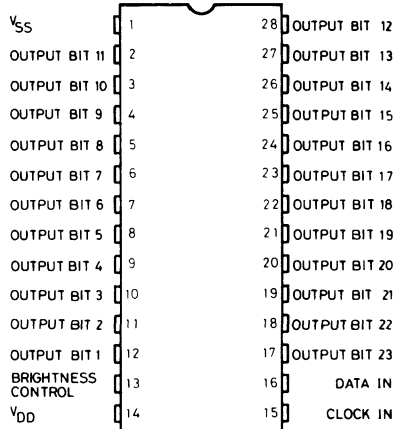 VSS 1 28 OUTPUT BIT 12
OUTPUT BIT 11 2 27 OUTPUT BIT 13
OUTPUT BIT 10 3 26 OUTPUT BIT 14
OUTPUT BIT 9 4 25 OUTPUT BIT 15
OUTPUT BIT 8 5 24 OUTPUT BIT 16
OUTPUT BIT 7 6 23 OUTPUT BIT 17
OUTPUT BIT 6 7 22 OUTPUT BIT 18
OUTPUT BIT 5 8 21 OUTPUT BIT 19
OUTPUT BIT 4 9 20 OUTPUT BIT 20
OUTPUT BIT 3 10 19 OUTPUT BIT 21
OUTPUT BIT 2 11 18 OUTPUT BIT 22
OUTPUT BIT 1 12 17 OUTPUT BIT 23
BRIGHTNESS
CONTROL 13 16 DATA IN
VDD 14 15 CLOCK IN